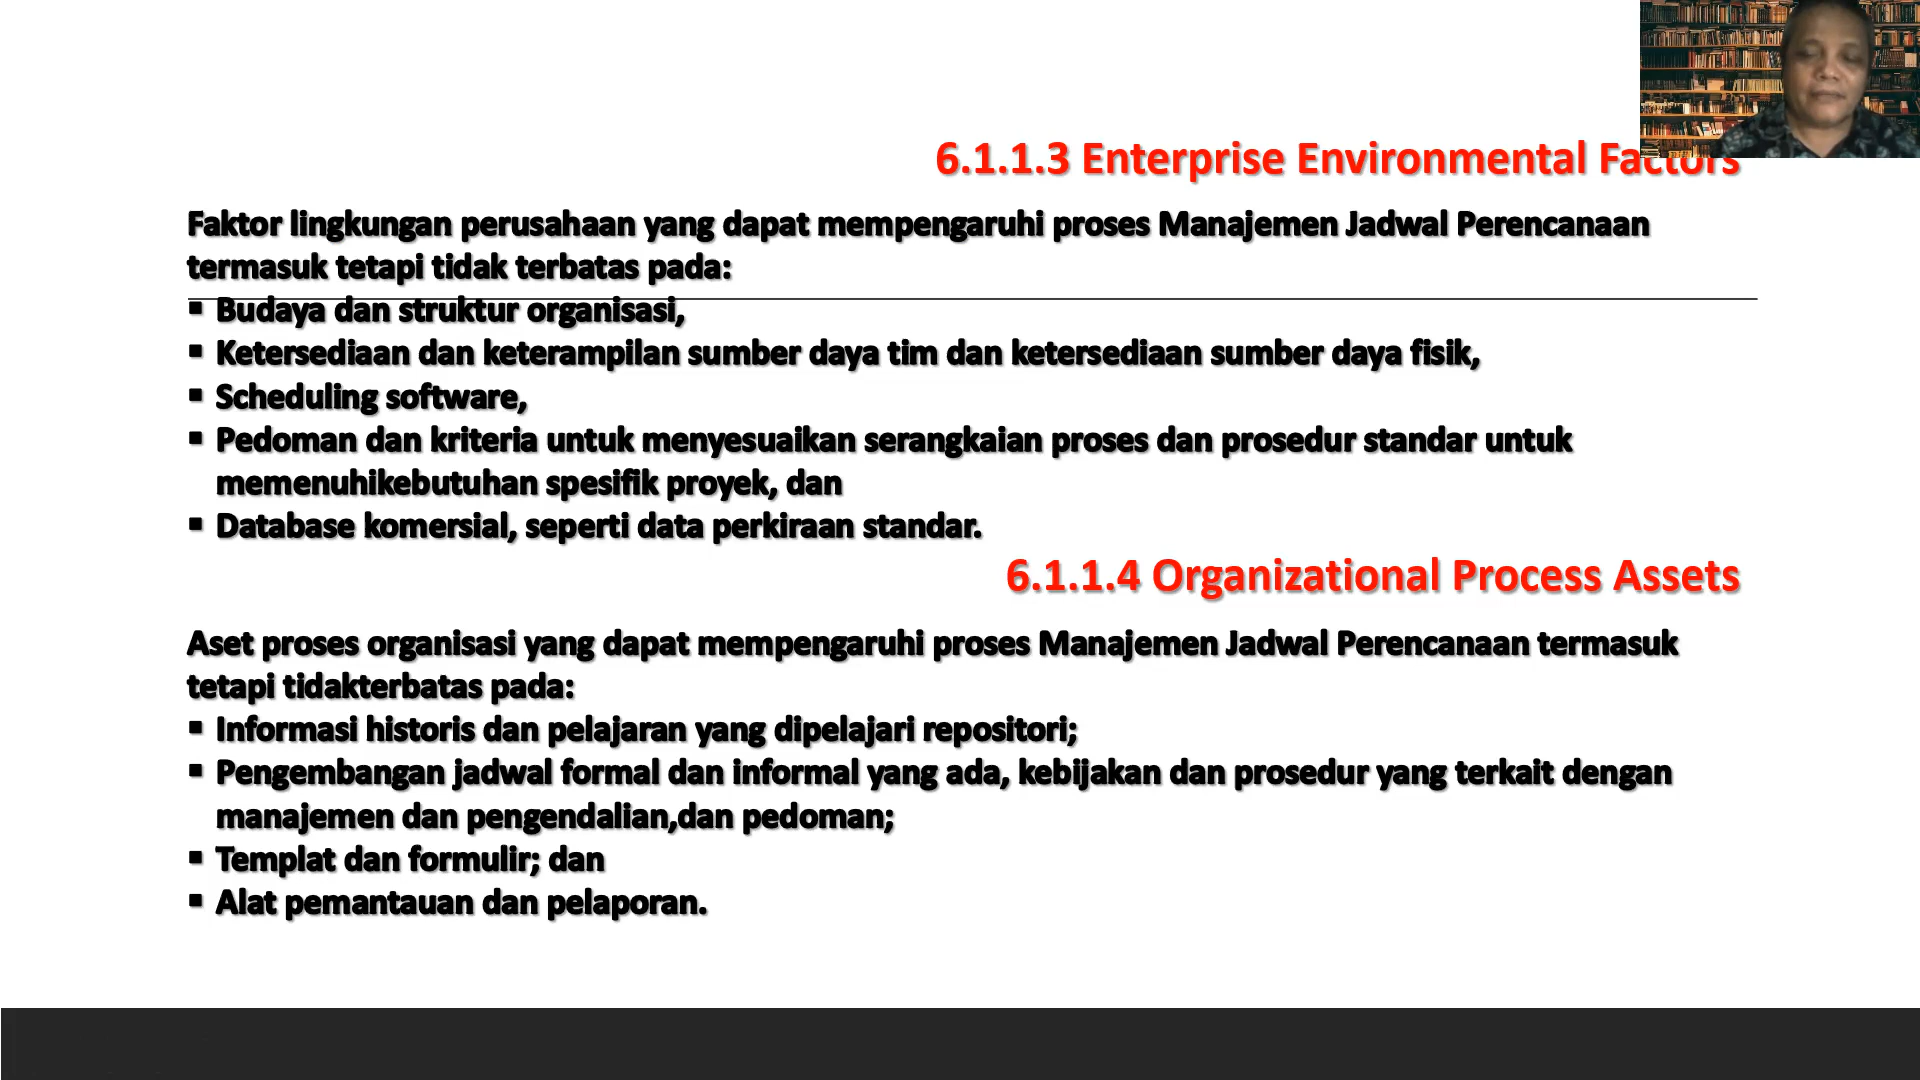 6.1.1.3 Enterprise Environmental Factors
Faktor lingkungan perusahaan yang dapat mempengaruhi proses Manajemen Jadwal Perencanaan
termasuk tetapi tidak terbatas pada:
▪ Budaya dan struktur organisasi,
▪ Ketersediaan dan keterampilan sumber daya tim dan ketersediaan sumber daya fisik,
▪ Scheduling software,
▪ Pedoman dan kriteria untuk menyesuaikan serangkaian proses dan prosedur standar untuk
memenuhikebutuhan spesifik proyek, dan
▪ Database komersial, seperti data perkiraan standar.
6.1.1.4 Organizational Process Assets
Aset proses organisasi yang dapat mempengaruhi proses Manajemen Jadwal Perencanaan termasuk
tetapi tidakterbatas pada:
▪ Informasi historis dan pelajaran yang dipelajari repositori;
▪ Pengembangan jadwal formal dan informal yang ada, kebijakan dan prosedur yang terkait dengan
manajemen dan pengendalian,dan pedoman;
▪ Templat dan formulir; dan
▪ Alat pemantauan dan pelaporan.